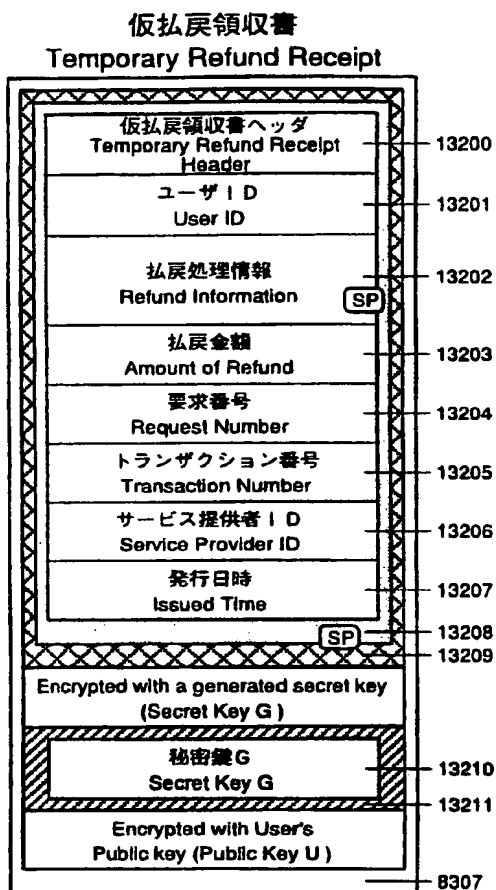 仮払戻領収書
Temporary Refund Receipt
仮払戻領収書ヘッダ
Temporary Refund Receipt
Header
13200
ユーザID
User ID
13201
払戻処理情報
Refund Information
SP
13202
払戻金額
Amount of Refund
13203
要求番号
Request Number
13204
トランザクション番号
Transaction Number
13205
サービス提供者ID
Service Provider ID
13206
発行日時
Issued Time
13207
SP
13208
13209
Encrypted with a generated secret key
(Secret Key G )
秘密鍵G
Secret Key G
13210
13211
Encrypted with User's
Public key (Public Key U )
8307